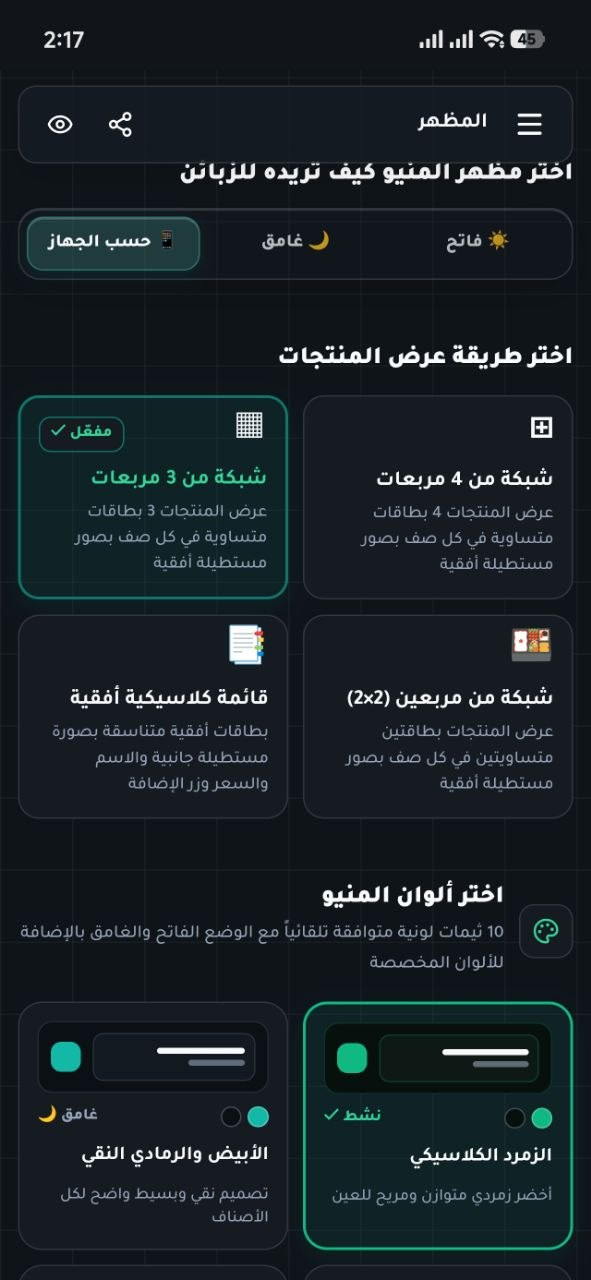 2:17
45
المظهر
اختر مظهر المنيو كيف تريده للزبائن
☀️ فاتح
🌙 غامق
📱 حسب الجهاز
اختر طريقة عرض المنتجات
شبكة من 4 مربعات
عرض المنتجات 4 بطاقات
متساوية في كل صف بصور
مستطيلة أفقية
مفعّل ✓
شبكة من 3 مربعات
عرض المنتجات 3 بطاقات
متساوية في كل صف بصور
مستطيلة أفقية
شبكة من مربعين (2x2)
عرض المنتجات بطاقتين
متساويتين في كل صف بصور
مستطيلة أفقية
قائمة كلاسيكية أفقية
بطاقات أفقية متناسقة بصورة
مستطيلة جانبية والاسم
والسعر وزر الإضافة
اختر ألوان المنيو
10 ثيمات لونية متوافقة تلقائياً مع الوضع الفاتح والغامق بالإضافة
للألوان المخصصة
نشط ✓
الزمرد الكلاسيكي
أخضر زمردي متوازن ومريح للعين
غامق 🌙
الأبيض والرمادي النقي
تصميم نقي وبسيط واضح لكل
الأصناف